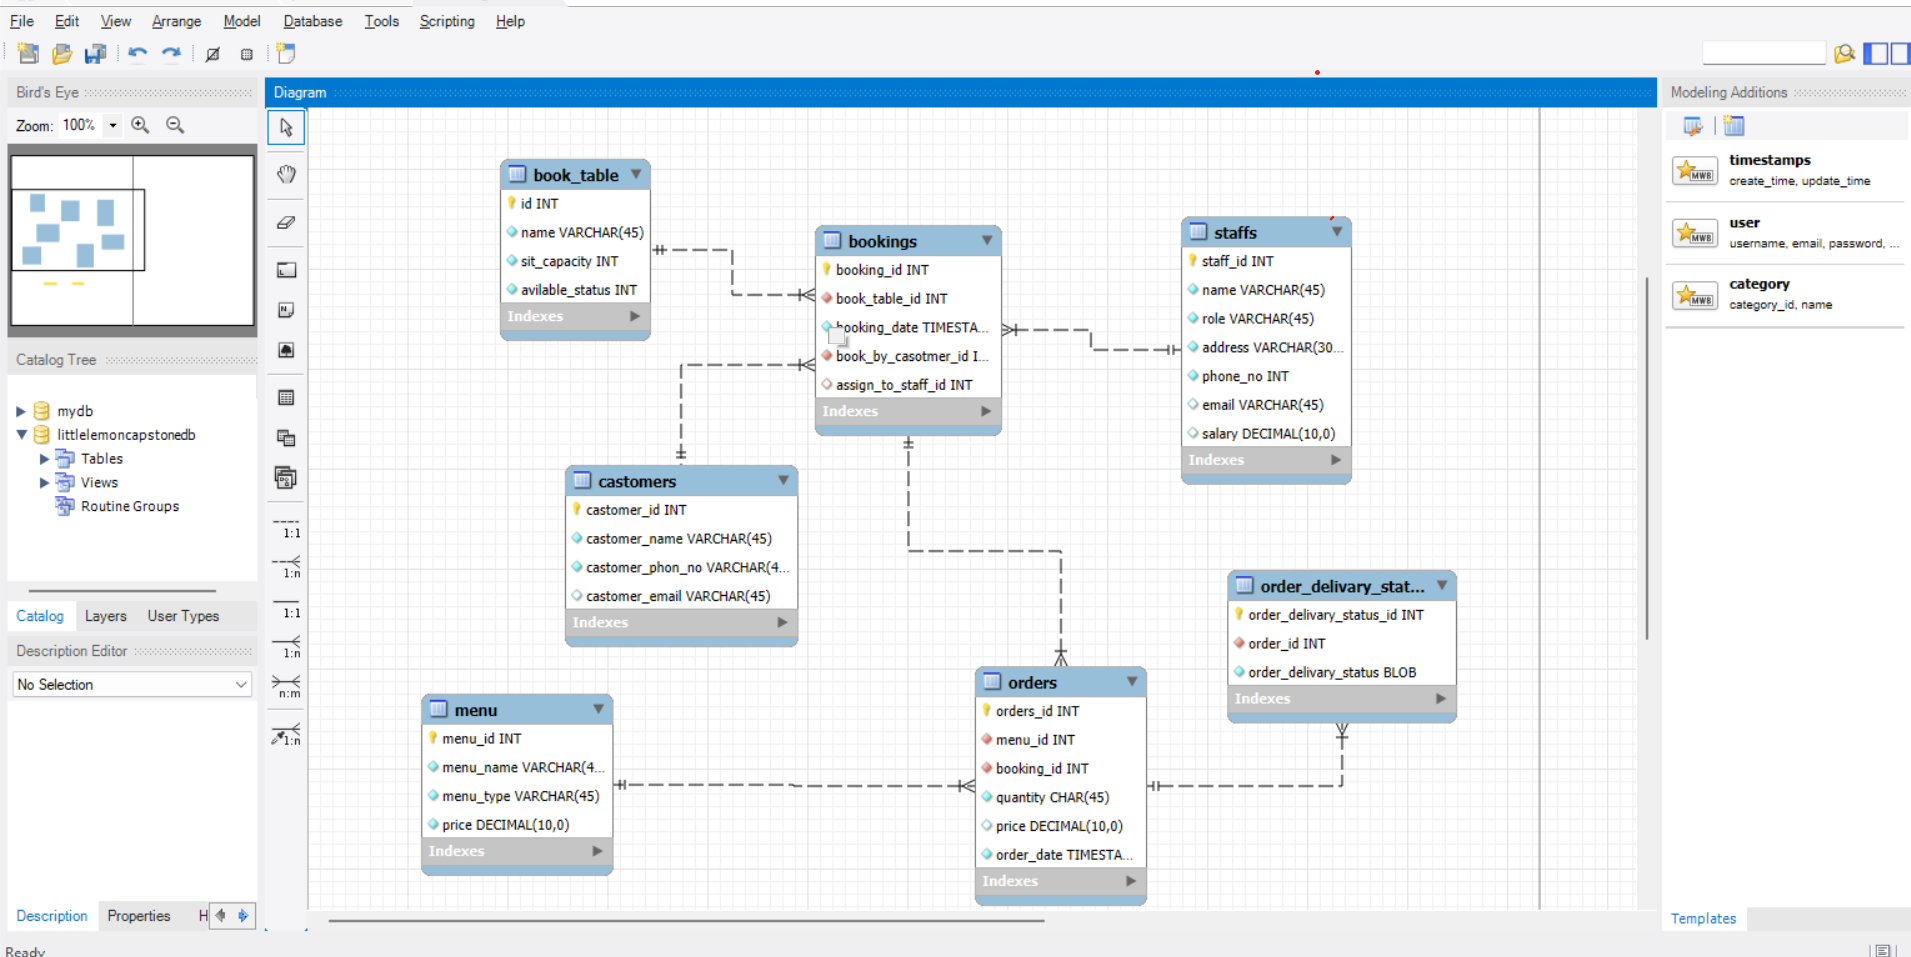 File Edit View Arrange Model Database Tools Scripting Help
Bird's Eye
Zoom: 100%
Catalog Tree
mydb
littlelemoncapstonedb
Tables
Views
Routine Groups
Catalog Layers User Types
Description Editor
No Selection
Description Properties H
Ready
Diagram
1:1
1:n
1:1
1:n
n:m
1:n
book_table
id INT
name VARCHAR(45)
sit_capacity INT
avilable_status INT
Indexes
bookings
booking_id INT
book_table_id INT
booking_date TIMESTA...
book_by_casotmer_id I...
assign_to_staff_id INT
Indexes
staffs
staff_id INT
name VARCHAR(45)
role VARCHAR(45)
address VARCHAR(30...
phone_no INT
email VARCHAR(45)
salary DECIMAL(10,0)
Indexes
castomers
castomer_id INT
castomer_name VARCHAR(45)
castomer_phon_no VARCHAR(4...
castomer_email VARCHAR(45)
Indexes
order_delivary_stat...
order_delivary_status_id INT
order_id INT
order_delivary_status BLOB
Indexes
menu
menu_id INT
menu_name VARCHAR(4...
menu_type VARCHAR(45)
price DECIMAL(10,0)
Indexes
orders
orders_id INT
menu_id INT
booking_id INT
quantity CHAR(45)
price DECIMAL(10,0)
order_date TIMESTA...
Indexes
Modeling Additions
timestamps
create_time, update_time
user
username, email, password, ...
category
category_id, name
Templates